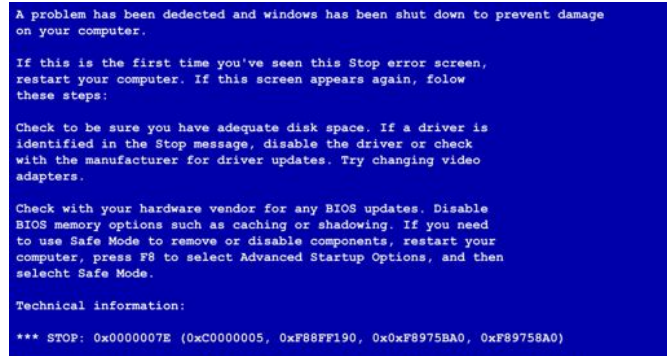 A problem has been dedected and windows has been shut down to prevent damage
on your computer.
If this is the first time you've seen this Stop error screen,
restart your computer. If this screen appears again, folow
these steps:
Check to be sure you have adequate disk space. If a driver is
identified in the Stop message, disable the driver or check
with the manufacturer for driver updates. Try changing video
adapters.
Check with your hardware vendor for any BIOS updates. Disable
BIOS memory options such as caching or shadowing. If you need
to use Safe Mode to remove or disable components, restart your
computer, press F8 to select Advanced Startup Options, and then
selecht Safe Mode.
Technical information:
*** STOP: 0x0000007E (0xC0000005, 0xF88FF190, 0x0xF8975BA0, 0xF89758A0)